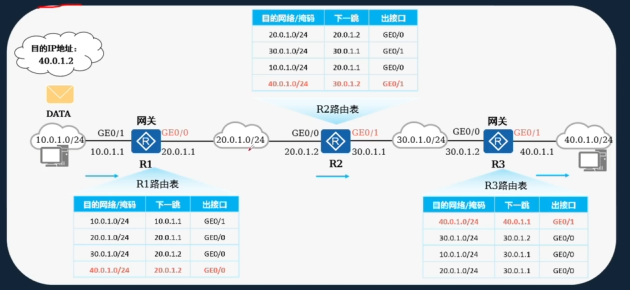 目的网络/掩码 下一跳 出接口
20.0.1.0/24 20.0.1.2 GE0/0
30.0.1.0/24 30.0.1.1 GE0/1
10.0.1.0/24 20.0.1.1 GE0/0
40.0.1.0/24 30.0.1.2 GE0/1
R2路由表
目的IP地址：
40.0.1.2
DATA
网关
网关
10.0.1.0/24 GE0/1 GE0/0 20.0.1.0/24 GE0/0 GE0/1 30.0.1.0/24 GE0/0 GE0/1 40.0.1.0/24
10.0.1.1 20.0.1.1 20.0.1.2 30.0.1.1 30.0.1.2 40.0.1.1
R1 R2 R3
R1路由表
目的网络/掩码 下一跳 出接口
10.0.1.0/24 10.0.1.1 GE0/1
20.0.1.0/24 20.0.1.1 GE0/0
30.0.1.0/24 20.0.1.2 GE0/0
40.0.1.0/24 20.0.1.2 GE0/0
R3路由表
目的网络/掩码 下一跳 出接口
40.0.1.0/24 40.0.1.1 GE0/1
30.0.1.0/24 30.0.1.2 GE0/0
10.0.1.0/24 30.0.1.1 GE0/0
20.0.1.0/24 30.0.1.1 GE0/0